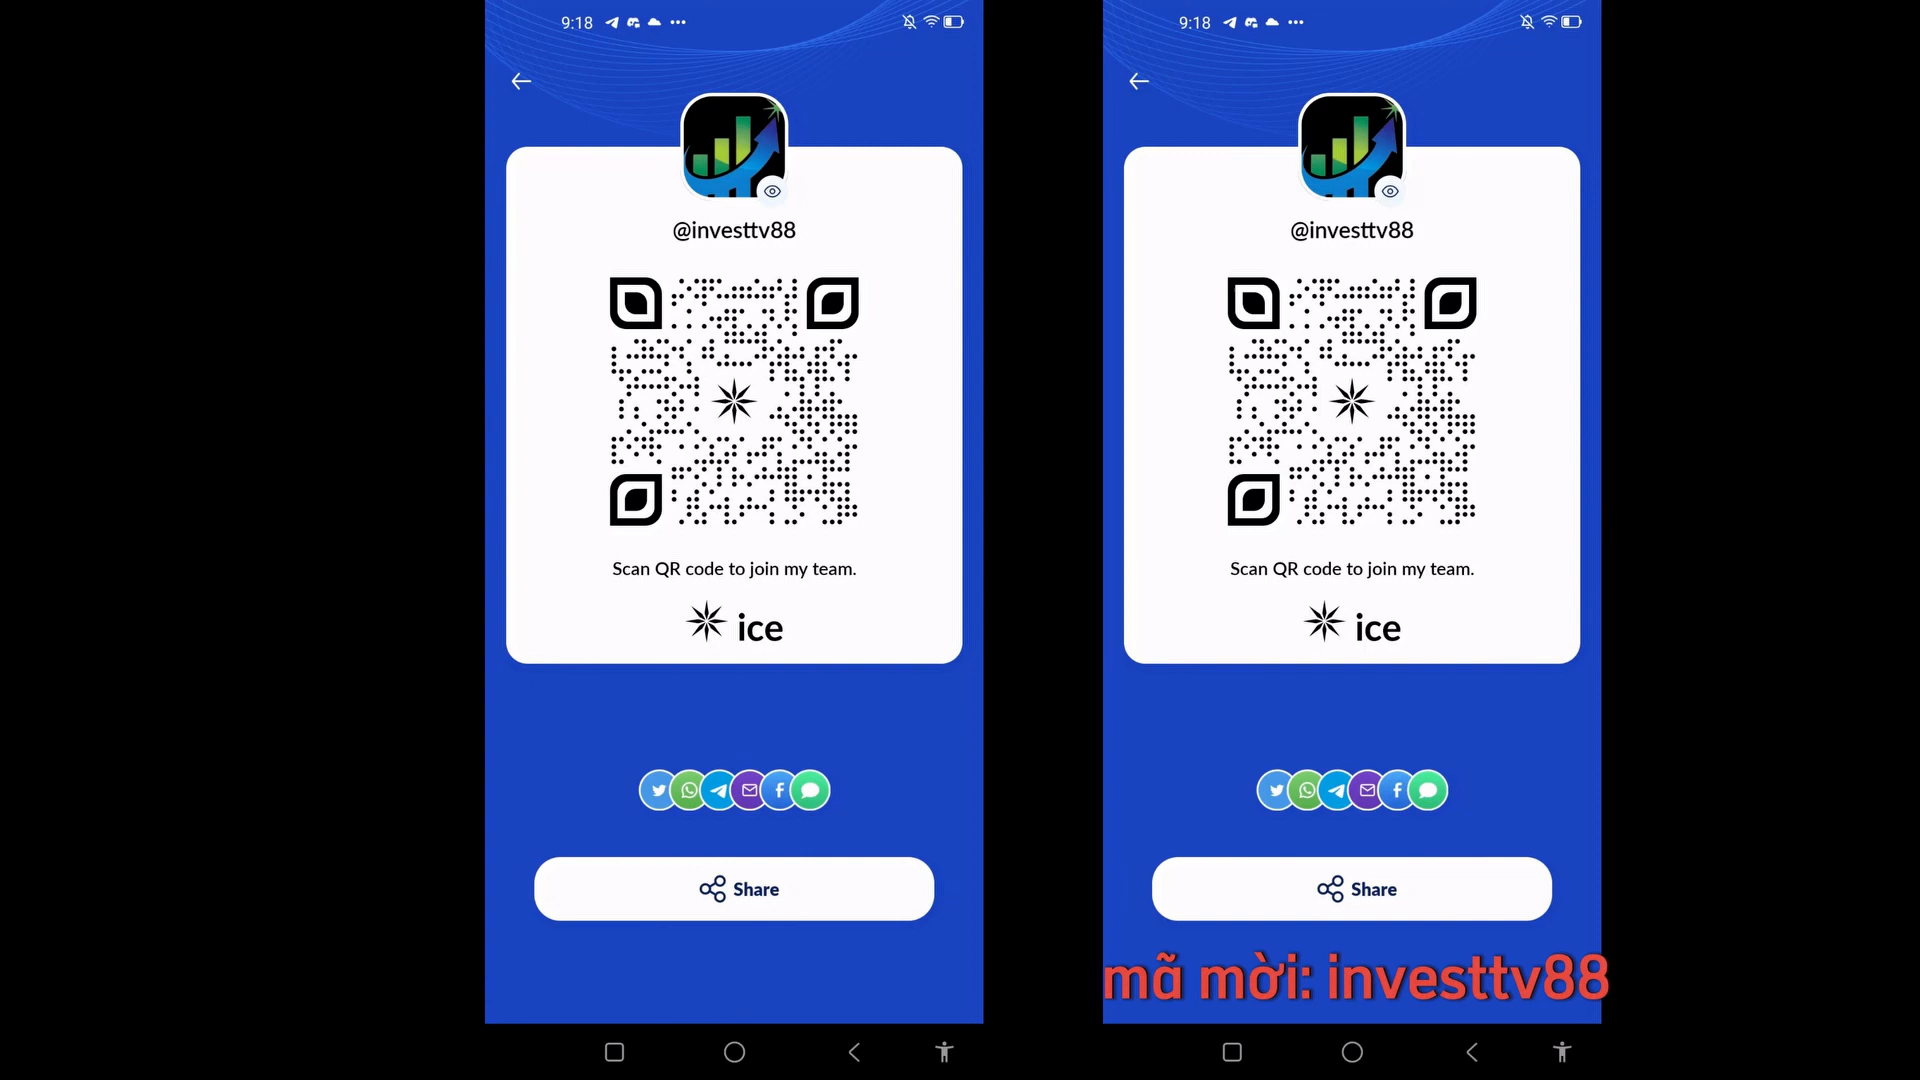 9:18
@investtv88
Scan QR code to join my team.
ice
Share
9:18
@investtv88
Scan QR code to join my team.
ice
Share
mã mời: investtv88